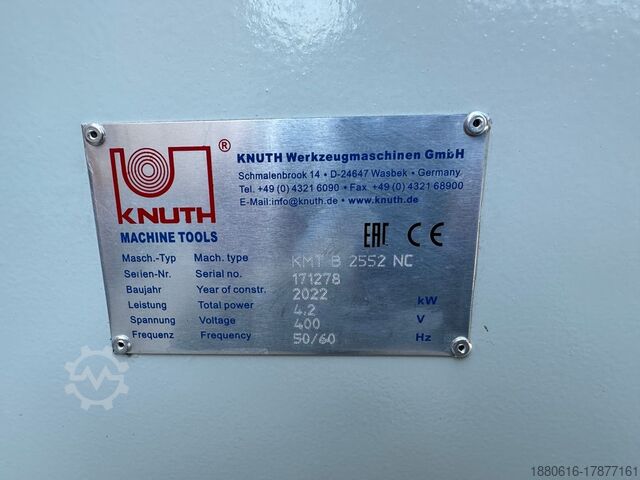 KNUTH
®
MACHINE TOOLS
KNUTH Werkzeugmaschinen GmbH
Schmalenbrook 14 • D-24647 Wasbek • Germany
Tel. +49 (0) 4321 6090 • Fax. +49 (0) 4321 68900
E-Mail:info@knuth.de • www.knuth.de
EAC CE
Masch.-Typ Mach. type KMT B 2552 NC
Serien-Nr. Serial no. 171278
Baujahr Year of constr. 2022
Leistung Total power 4.2 kW
Spannung Voltage 400 V
Frequenz Frequency 50/60 Hz
1880616-17877161